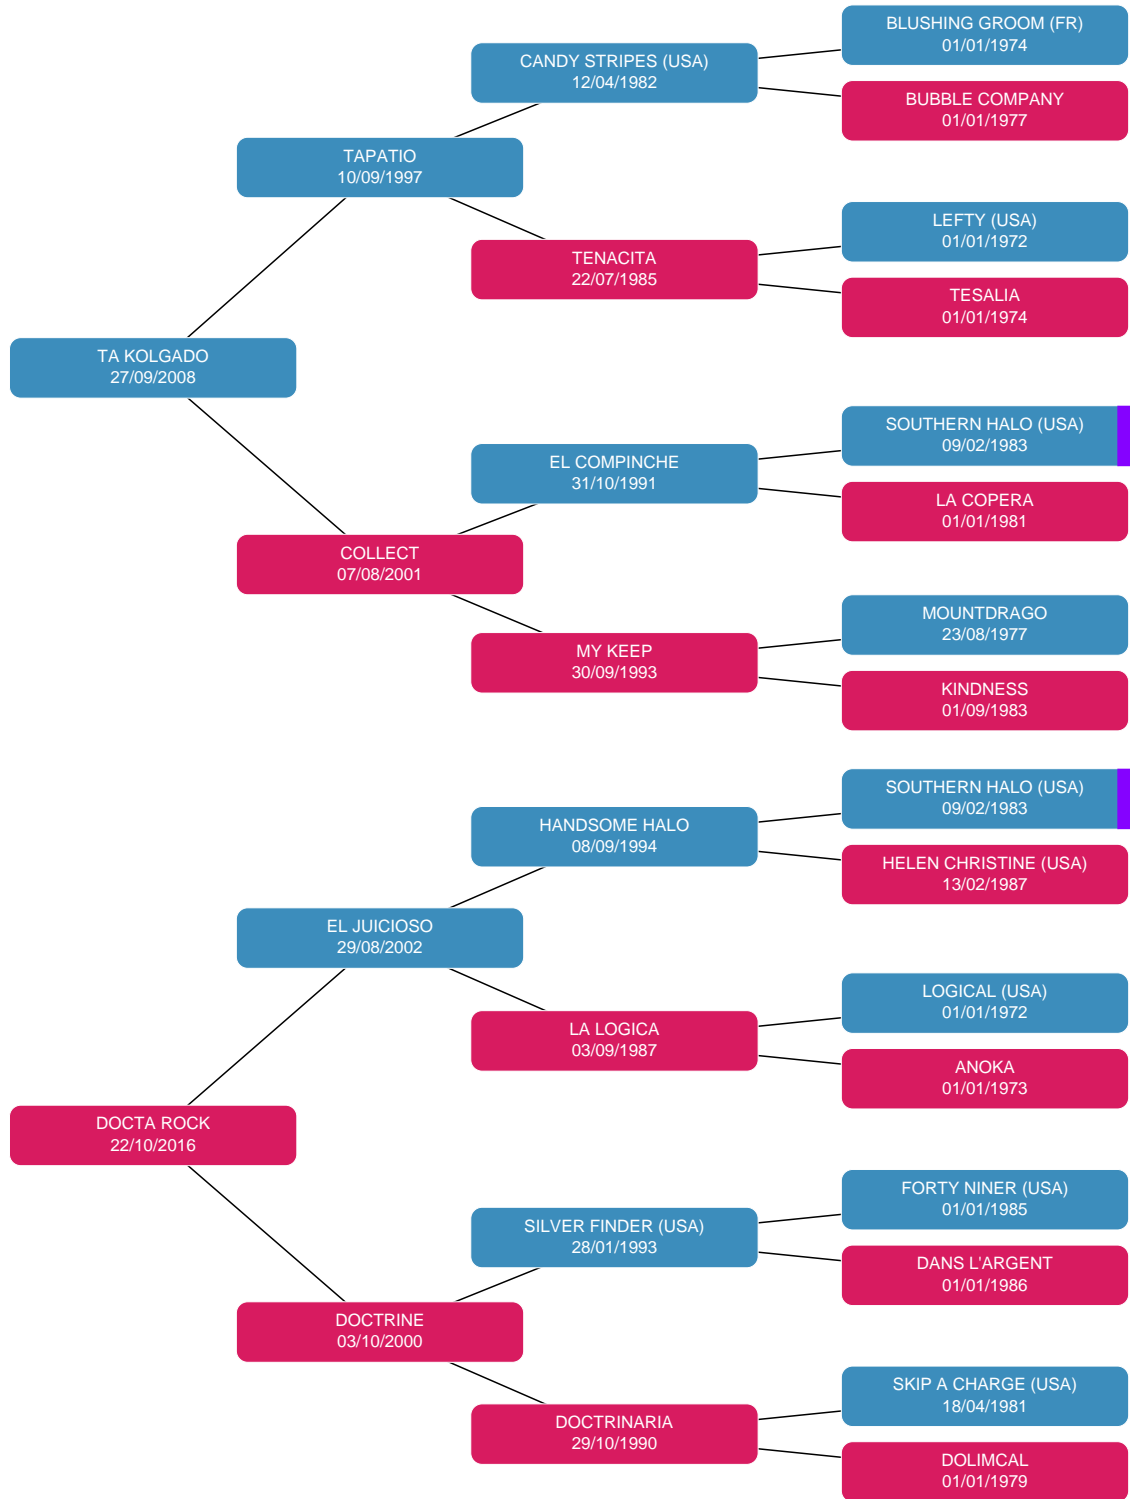 BLUSHING GROOM (FR)
01/01/1974
CANDY STRIPES (USA)
12/04/1982
BUBBLE COMPANY
01/01/1977
TAPATIO
10/09/1997
LEFTY (USA)
01/01/1972
TENACITA
22/07/1985
TESALIA
01/01/1974
TA KOLGADO
27/09/2008
SOUTHERN HALO (USA)
09/02/1983
EL COMPINCHE
31/10/1991
LA COPERA
01/01/1981
COLLECT
07/08/2001
MOUNTDRAGO
23/08/1977
MY KEEP
30/09/1993
KINDNESS
01/09/1983
SOUTHERN HALO (USA)
09/02/1983
HANDSOME HALO
08/09/1994
HELEN CHRISTINE (USA)
13/02/1987
EL JUICIOSO
29/08/2002
LOGICAL (USA)
01/01/1972
LA LOGICA
03/09/1987
ANOKA
01/01/1973
DOCTA ROCK
22/10/2016
FORTY NINER (USA)
01/01/1985
SILVER FINDER (USA)
28/01/1993
DANS L'ARGENT
01/01/1986
DOCTRINE
03/10/2000
SKIP A CHARGE (USA)
18/04/1981
DOCTRINARIA
29/10/1990
DOLIMCAL
01/01/1979